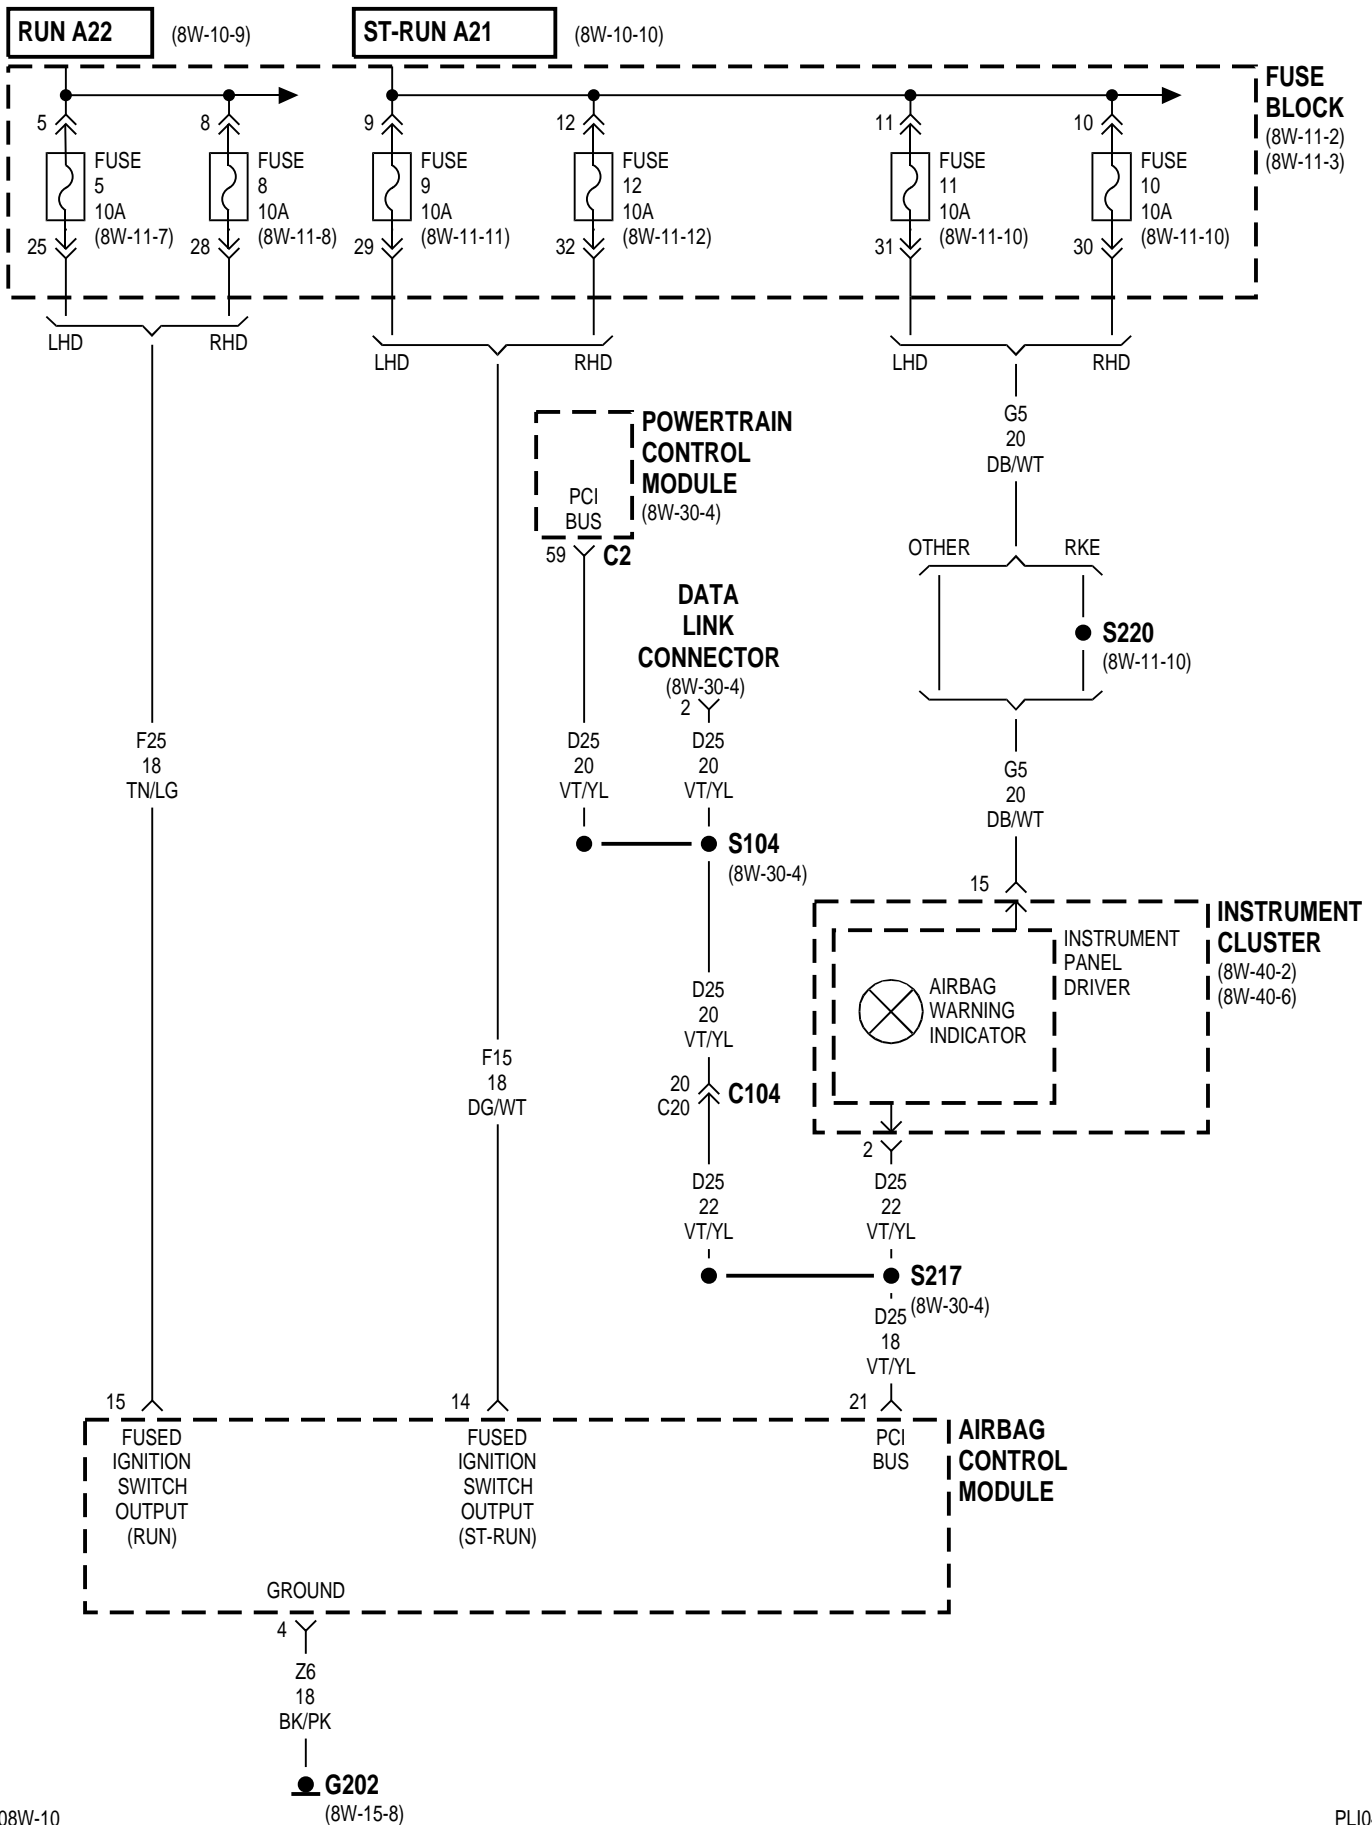 RUN A22 (8W-10-9) ST-RUN A21 (8W-10-10)
FUSE
BLOCK
(8W-11-2)
(8W-11-3)
5 8 9 12 11 10
FUSE
5
10A
(8W-11-7)
25
FUSE
8
10A
(8W-11-8)
28
FUSE
9
10A
(8W-11-11)
29
FUSE
12
10A
(8W-11-12)
32
FUSE
11
10A
(8W-11-10)
31
FUSE
10
10A
(8W-11-10)
30
LHD RHD
LHD RHD
LHD RHD
G5
20
DB/WT
POWERTRAIN
CONTROL
MODULE
(8W-30-4)
PCI
BUS
59 C2
OTHER RKE
S220
(8W-11-10)
DATA
LINK
CONNECTOR
(8W-30-4)
2
F25
18
TN/LG
D25
20
VT/YL
D25
20
VT/YL
G5
20
DB/WT
S104
(8W-30-4)
15
INSTRUMENT
CLUSTER
(8W-40-2)
(8W-40-6)
INSTRUMENT
PANEL
DRIVER
AIRBAG
WARNING
INDICATOR
D25
20
VT/YL
F15
18
DG/WT
20
C20
C104
2
D25
22
VT/YL
D25
22
VT/YL
S217
(8W-30-4)
D25
18
VT/YL
15 14 21
FUSED
IGNITION
SWITCH
OUTPUT
(RUN)
FUSED
IGNITION
SWITCH
OUTPUT
(ST-RUN)
PCI
BUS
AIRBAG
CONTROL
MODULE
GROUND
4
Z6
18
BK/PK
G202
(8W-15-8)
08W-10 PLI0